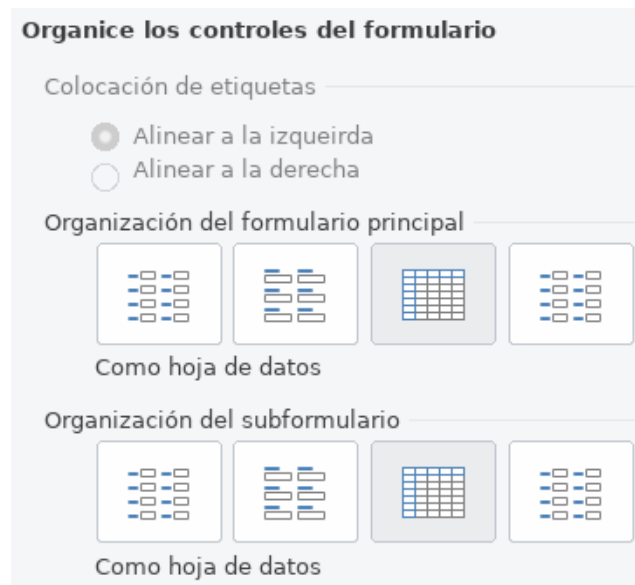 Organice los controles del formulario
Colocación de etiquetas
Alinear a la izqueirda
Alinear a la derecha
Organización del formulario principal
Como hoja de datos
Organización del subformulario
Como hoja de datos